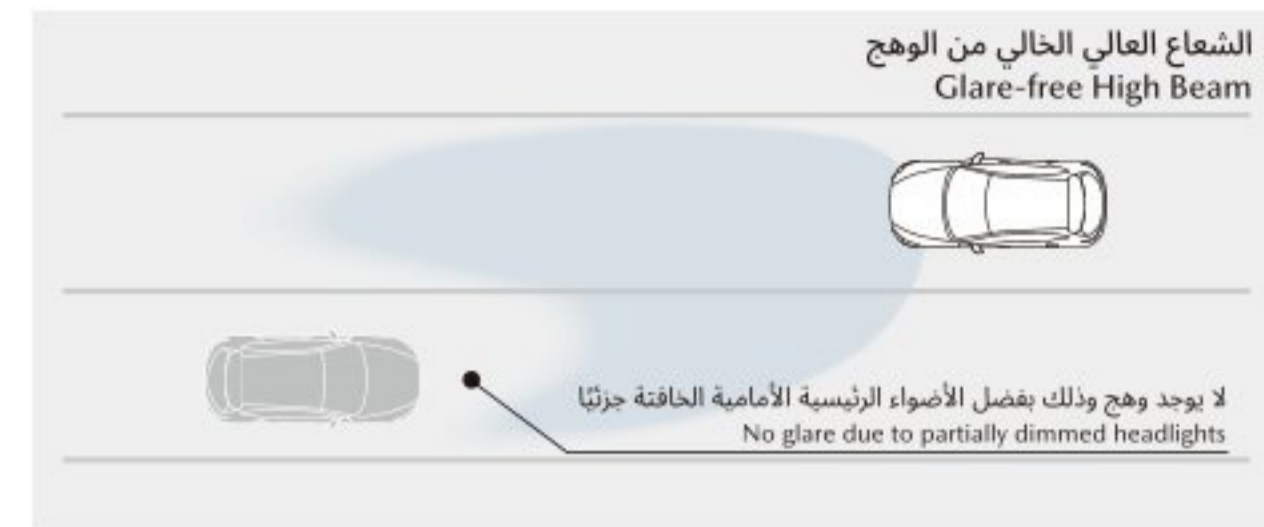 الشعاع العالي الخالي من الوهج
Glare-free High Beam
لا يوجد وهج وذلك بفضل الأضواء الرئيسية الأمامية الخافتة جزئيًا
No glare due to partially dimmed headlights